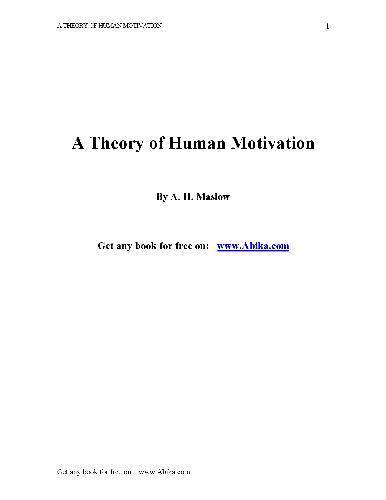 A THEORY OF HUMAN MOTIVATION 1
A Theory of Human Motivation
By A. H. Maslow
Get any book for free on: www.Abika.com
Get any book for free on: www.Abika.com